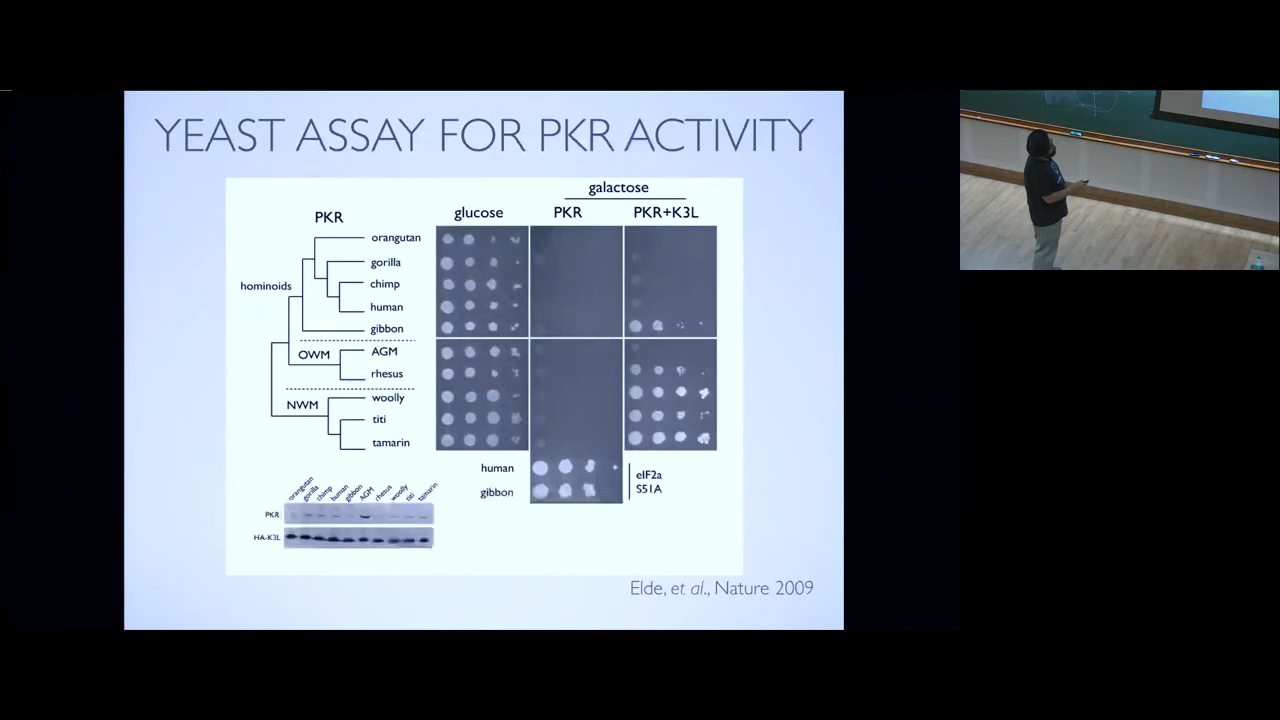 YEAST ASSAY FOR PKR ACTIVITY
galactose
PKR
glucose
PKR
PKR+K3L
orangutan
gorilla
hominoids
chimp
human
gibbon
OWM
AGM
rhesus
NWM
woolly
titi
tamarin
human
gibbon
eIF2a
S51A
orangutan
gorilla
chimp
human
gibbon
AGM
rhesus
woolly
titi
tamarin
PKR
HA-K3L
Elde, et al., Nature 2009